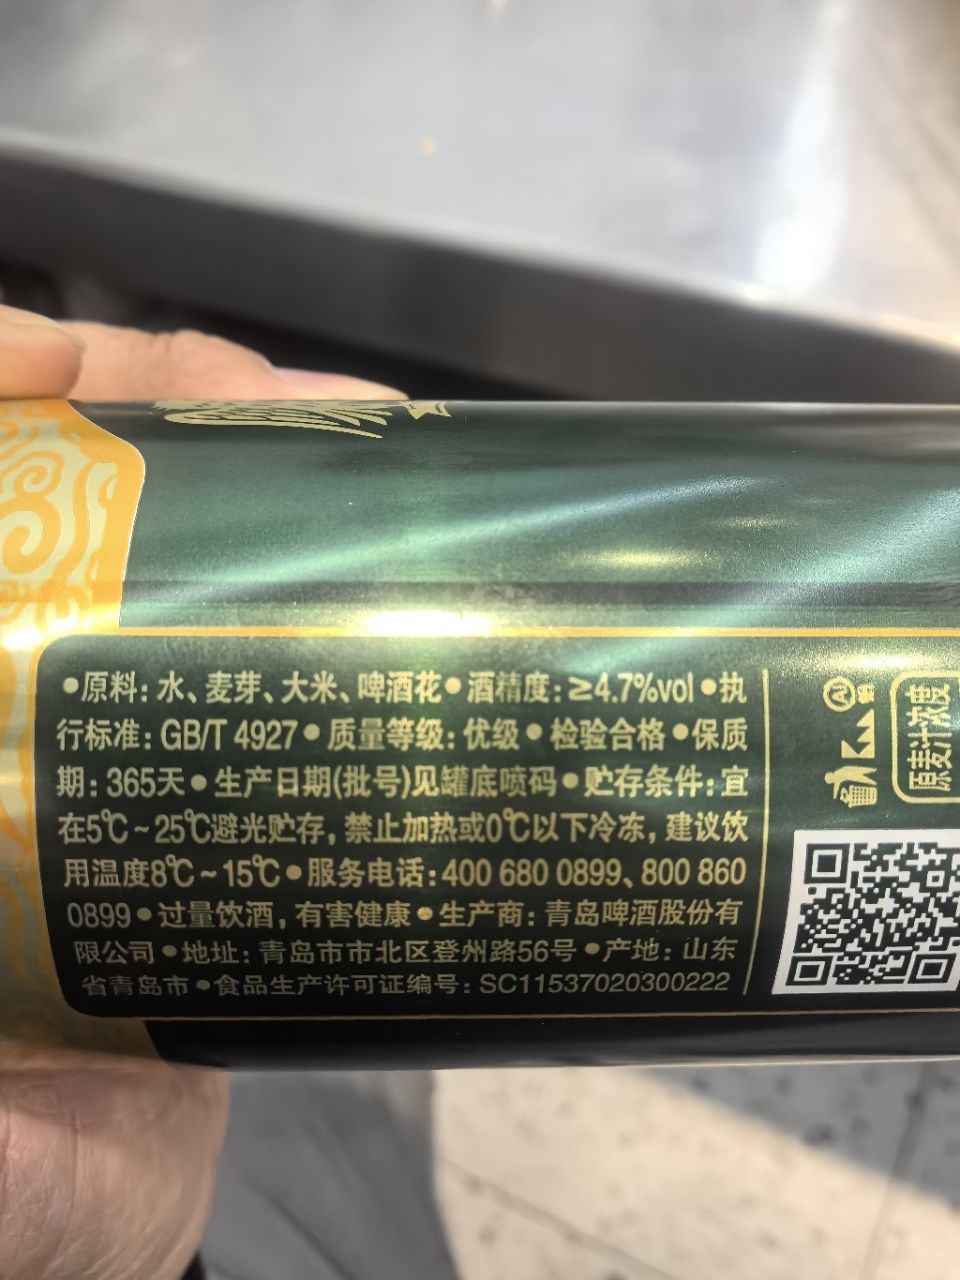 •原料: 水、麦芽、大米、啤酒花•酒精度:≥4.7%vol•执
行标准: GB/T 4927•质量等级: 优级•检验合格•保质
期: 365天•生产日期(批号)见罐底喷码•贮存条件: 宜
在5℃~25℃避光贮存, 禁止加热或0℃以下冷冻, 建议饮
用温度8℃~15℃•服务电话: 400 680 0899、800 860
0899•过量饮酒, 有害健康•生产商: 青岛啤酒股份有
限公司•地址: 青岛市市北区登州路56号•产地: 山东
省青岛市•食品生产许可证编号: SC11537020300222
原麦汁浓度